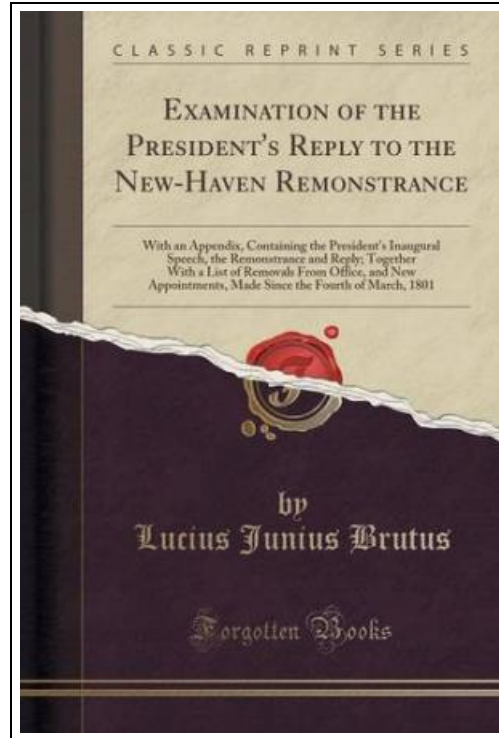 CLASSIC REPRINT SERIES
EXAMINATION OF THE
PRESIDENT'S REPLY TO THE
NEW-HAVEN REMONSTRANCE
With an Appendix, Containing the President's Inaugural
Speech, the Remonstrance and Reply; Together
With a List of Removals From Office, and New
Appointments, Made Since the Fourth of March, 1801
by
Lucius Junius Brutus
Forgotten Books